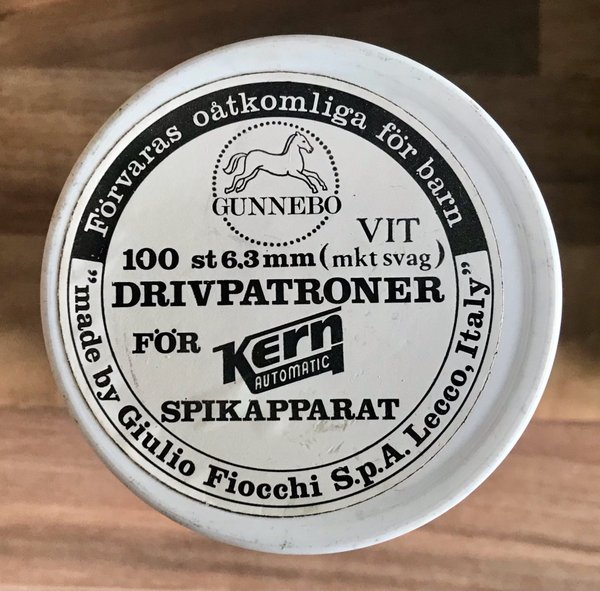 Förvaras oåtkomliga för barn
GUNNEBO
VIT
100 st 6,3 mm (mkt svag)
DRIVPATRONER
FÖR Kern
AUTOMATIC
SPIKAPPARAT
"made by Giulio Fiocchi S.p.A. Lecco, Italy"